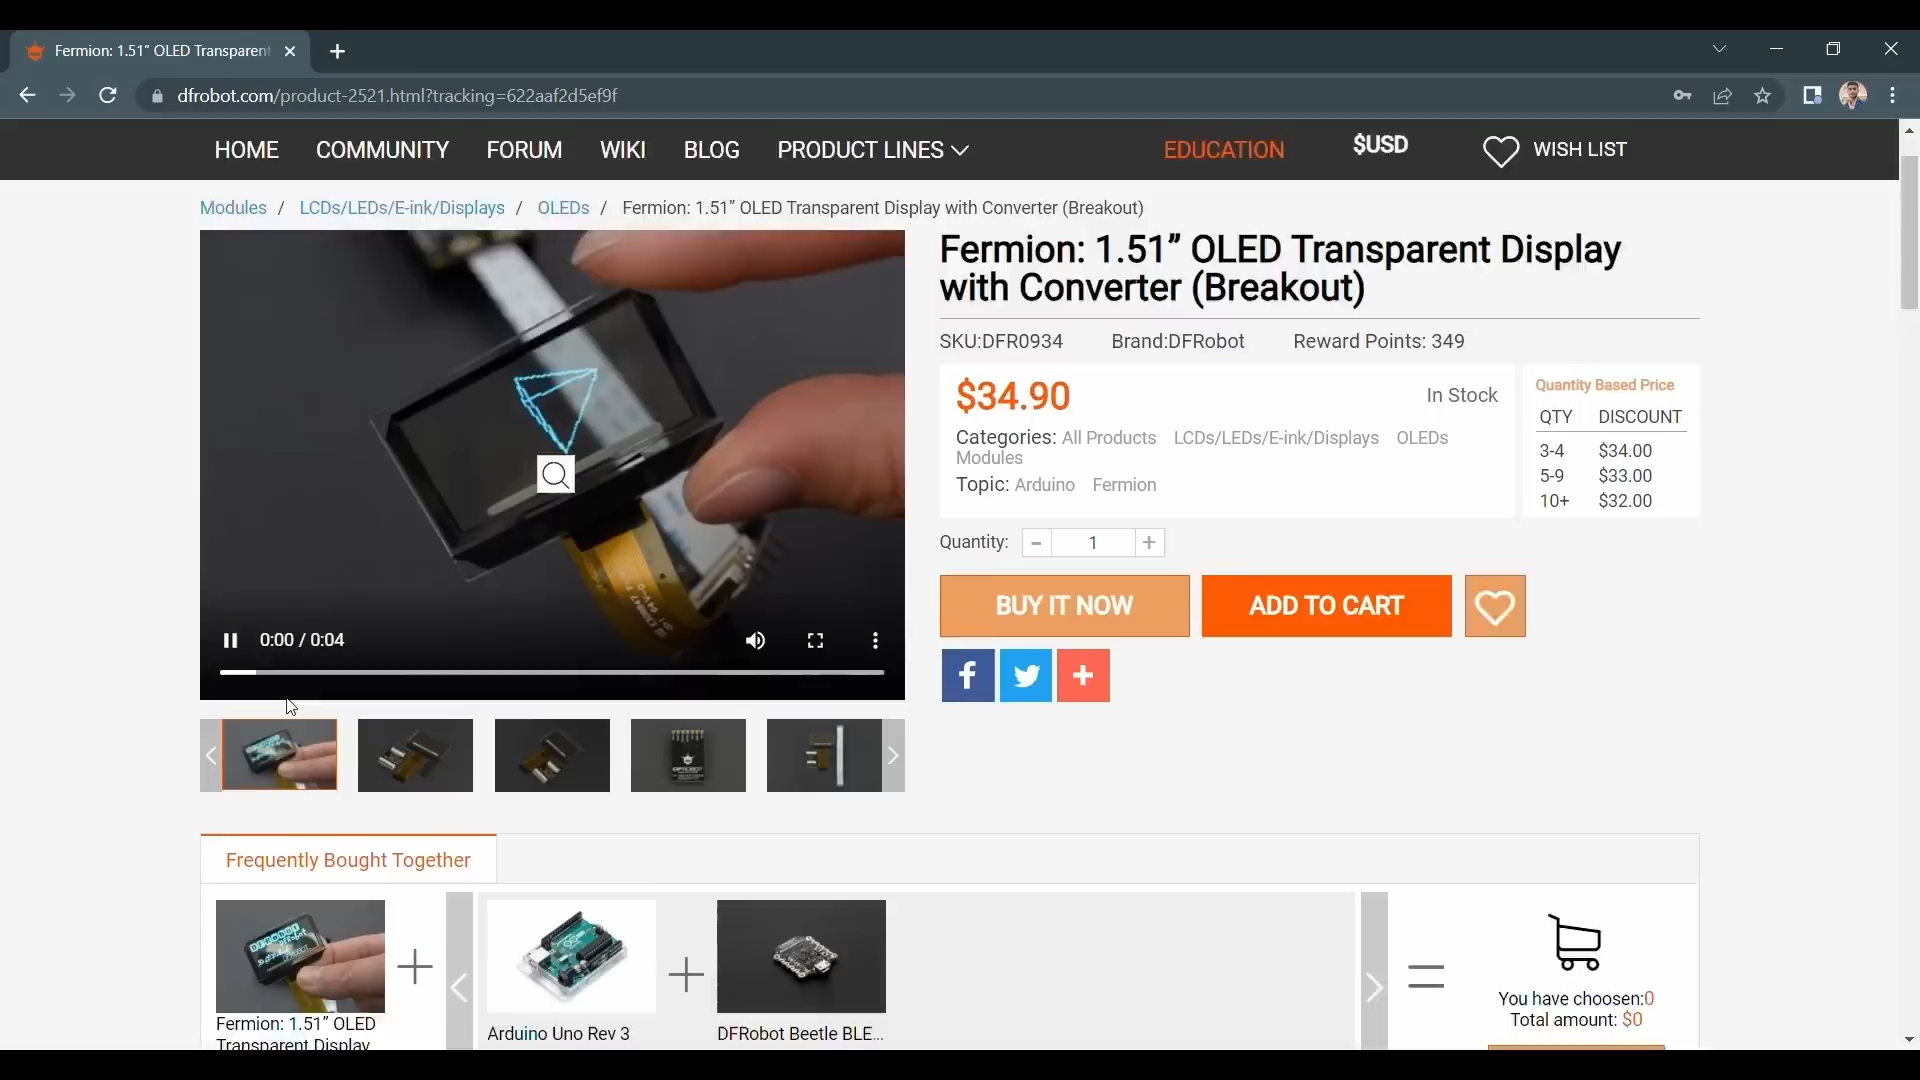 Fermion: 1.51” OLED Transparent
dfrobot.com/product-2521.html?tracking=622aaf2d5ef9f
HOME COMMUNITY FORUM WIKI BLOG PRODUCT LINES EDUCATION $USD WISH LIST
Modules / LCDs/LEDs/E-ink/Displays / OLEDs / Fermion: 1.51” OLED Transparent Display with Converter (Breakout)
Fermion: 1.51” OLED Transparent Display
with Converter (Breakout)
SKU:DFR0934 Brand:DFRobot Reward Points: 349
$34.90 In Stock
Categories: All Products LCDs/LEDs/E-ink/Displays OLEDs
Modules
Topic: Arduino Fermion
Quantity Based Price
QTY DISCOUNT
3-4 $34.00
5-9 $33.00
10+ $32.00
Quantity: - 1 +
BUY IT NOW ADD TO CART
0:00 / 0:04
Frequently Bought Together
Fermion: 1.51” OLED
Transparent Display
Arduino Uno Rev 3
DFRobot Beetle BLE...
You have choosen:0
Total amount: $0